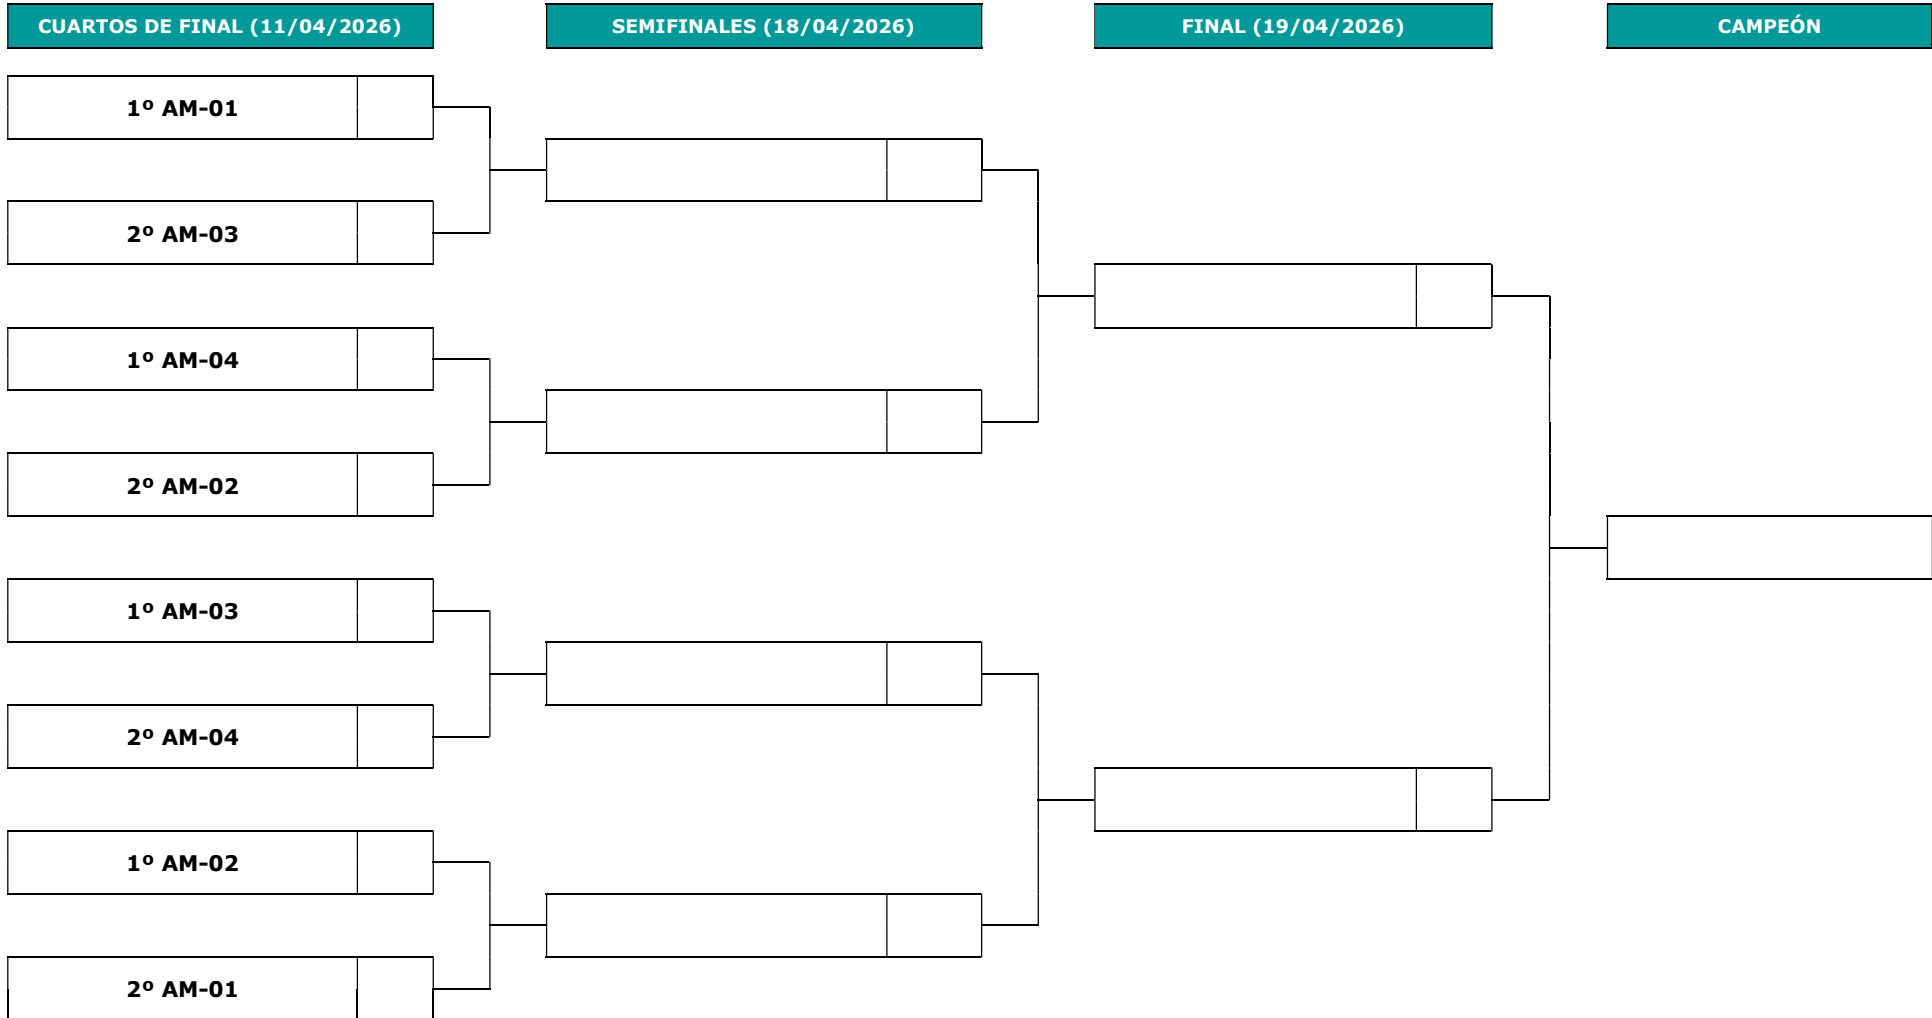 CUARTOS DE FINAL (11/04/2026)
SEMIFINALES (18/04/2026)
FINAL (19/04/2026)
CAMPEÓN
1º AM-01
2º AM-03
1º AM-04
2º AM-02
1º AM-03
2º AM-04
1º AM-02
2º AM-01